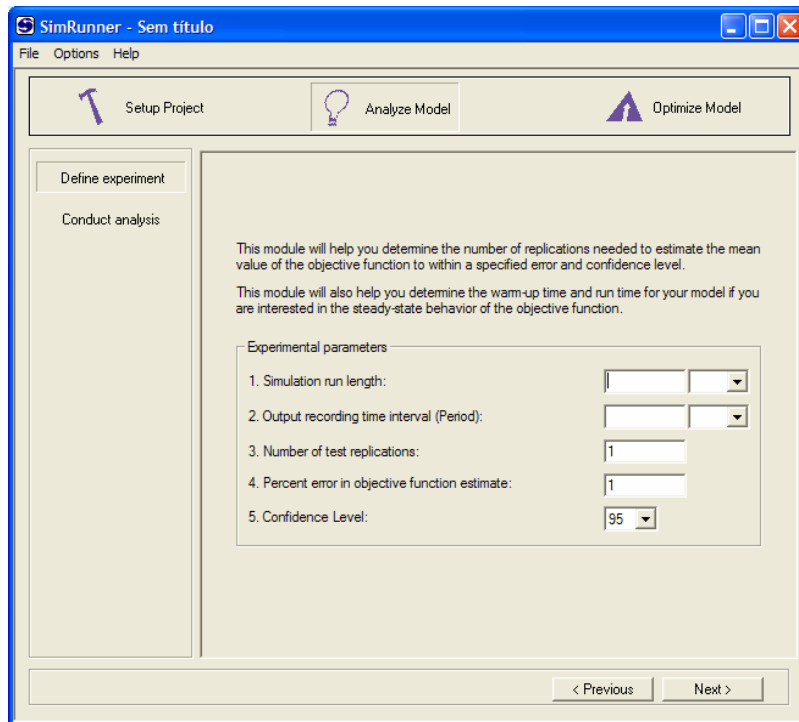 SimRunner - Sem título
File Options Help
Setup Project
Analyze Model
Optimize Model
Define experiment
Conduct analysis
This module will help you determine the number of replications needed to estimate the mean
value of the objective function to within a specified error and confidence level.
This module will also help you determine the warm-up time and run time for your model if you
are interested in the steady-state behavior of the objective function.
Experimental parameters
1. Simulation run length:
2. Output recording time interval (Period):
3. Number of test replications: 1
4. Percent error in objective function estimate: 1
5. Confidence Level: 95
< Previous Next >